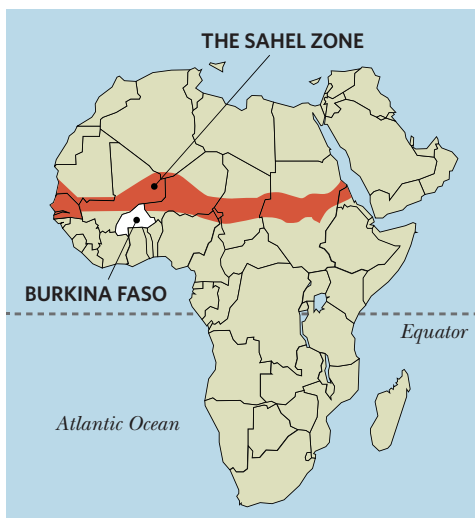 THE SAHEL ZONE
BURKINA FASO
Equator
Atlantic Ocean